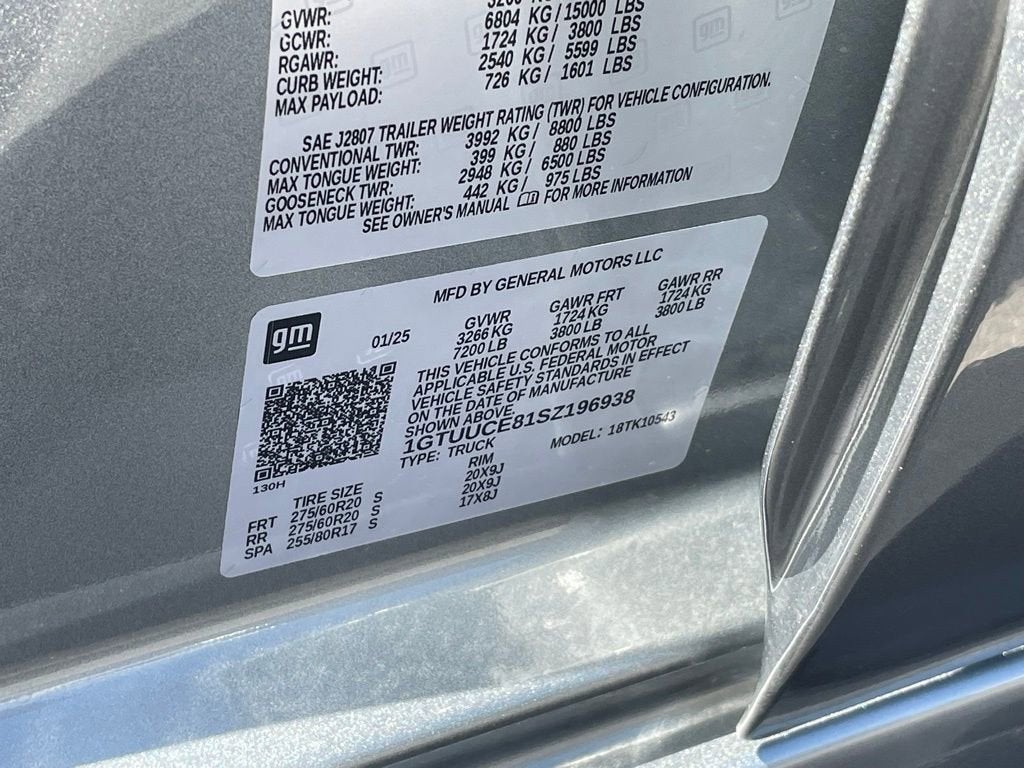 GVWR: 3266 KG / LBS
GCWR: 6804 KG / 15000 LBS
RGAWR: 1724 KG / 3800 LBS
CURB WEIGHT: 2540 KG / 5599 LBS
MAX PAYLOAD: 726 KG / 1601 LBS
SAE J2807 TRAILER WEIGHT RATING (TWR) FOR VEHICLE CONFIGURATION.
CONVENTIONAL TWR: 3992 KG / 8800 LBS
MAX TONGUE WEIGHT: 399 KG / 880 LBS
GOOSENECK TWR: 2948 KG / 6500 LBS
MAX TONGUE WEIGHT: 442 KG / 975 LBS
SEE OWNER'S MANUAL FOR MORE INFORMATION
MFD BY GENERAL MOTORS LLC
gm 01/25
GVWR GAWR FRT GAWR RR
3266 KG 1724 KG 1724 KG
7200 LB 3800 LB 3800 LB
THIS VEHICLE CONFORMS TO ALL
APPLICABLE U.S. FEDERAL MOTOR
VEHICLE SAFETY STANDARDS IN EFFECT
ON THE DATE OF MANUFACTURE
SHOWN ABOVE.
1GTUUCE81SZ196938
TYPE: TRUCK MODEL: 18TK10543
130H
TIRE SIZE RIM
FRT 275/60R20 S 20X9J
RR 275/60R20 S 20X9J
SPA 255/80R17 S 17X8J